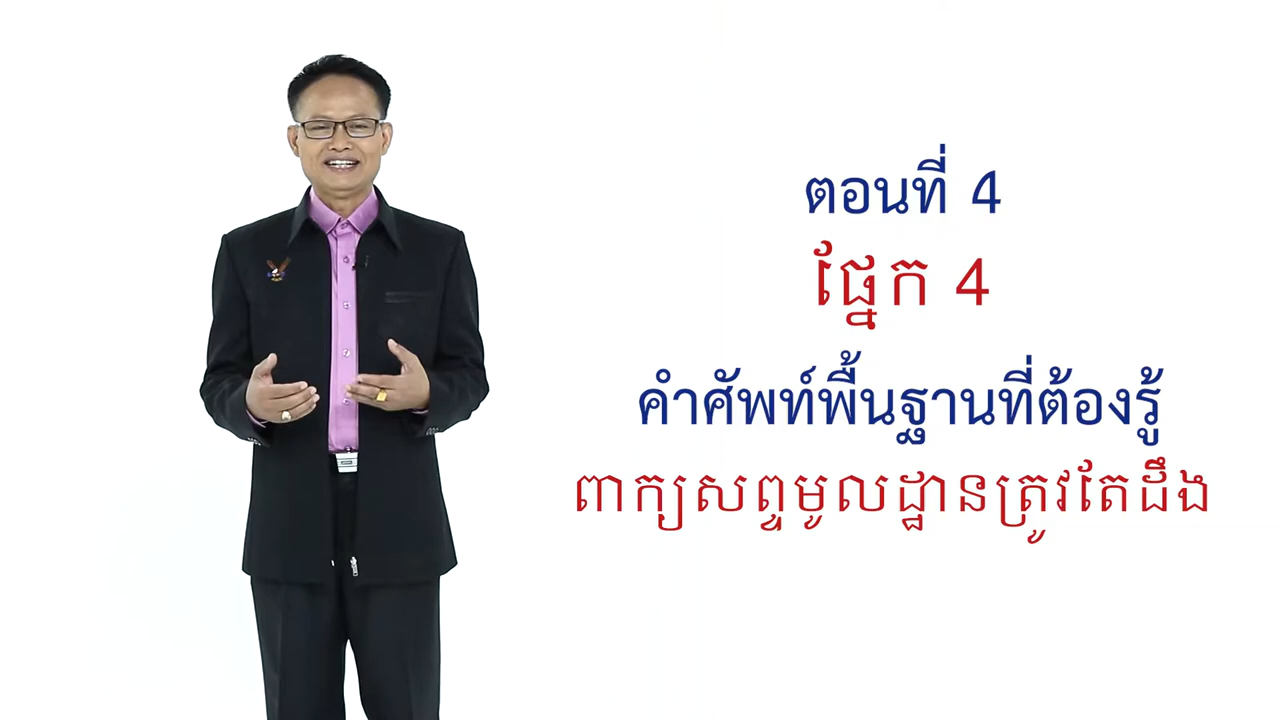 ตอนที่ 4
ផ្នែក 4
คำศัพท์พื้นฐานที่ต้องรู้
ពាក្យសព្ទមូលដ្ឋានត្រូវតែដឹង